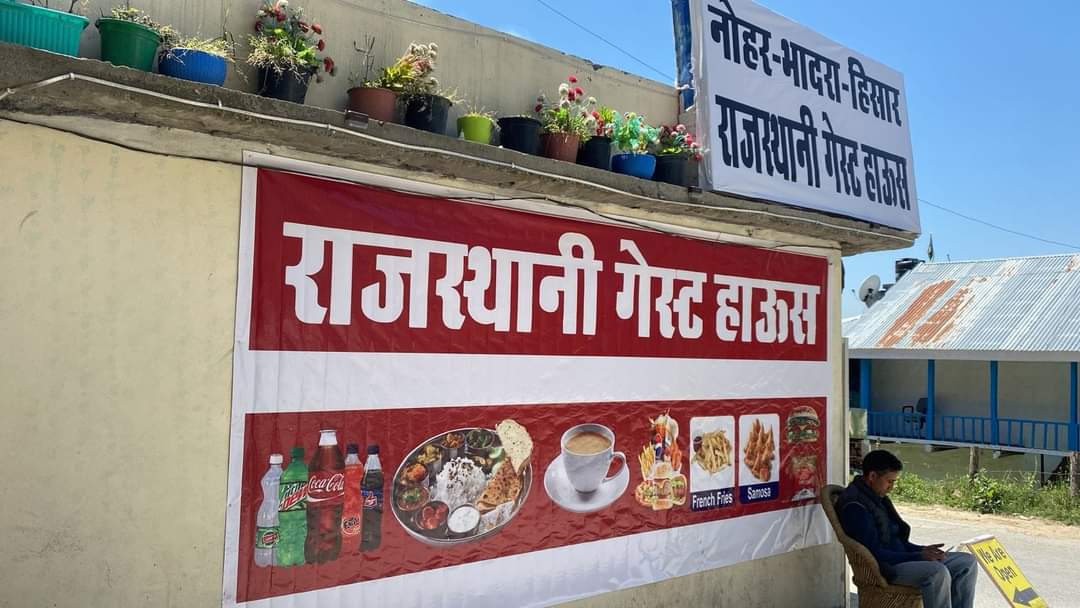 नोहर-भादरा-हिसार
राजस्थानी गेस्ट हाऊस
राजस्थानी गेस्ट हाऊस
Coca-Cola
French Fries
Samosa
We Are
Open